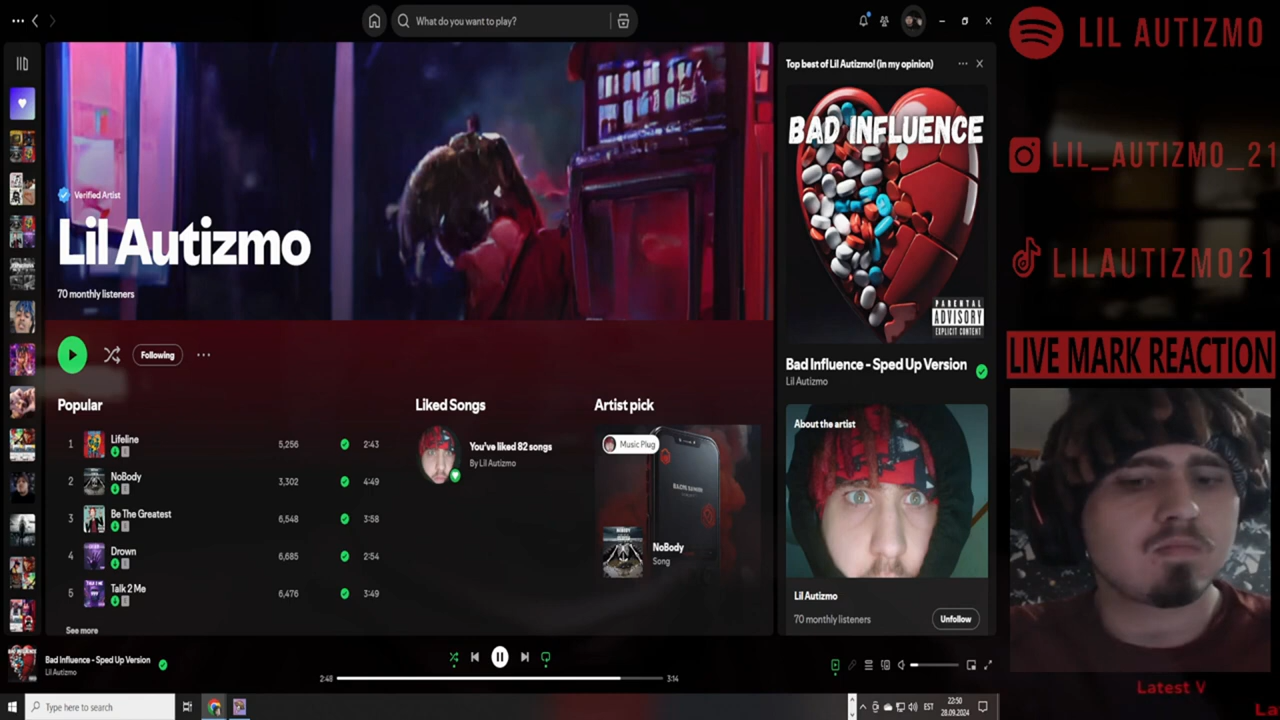 What do you want to play?
Verified Artist
Lil Autizmo
70 monthly listeners
Following
Popular
1 Lifeline 5,256 2:43
2 NoBody 3,302 4:49
3 Be The Greatest 6,548 3:58
4 Drown 6,685 2:54
5 Talk 2 Me 6,476 3:49
See more
Liked Songs
You've liked 82 songs
By Lil Autizmo
Artist pick
Music Plug
NoBody
Song
Top best of Lil Autizmo! (in my opinion)
BAD INFLUENCE
PARENTAL
ADVISORY
EXPLICIT CONTENT
Bad Influence - Sped Up Version
Lil Autizmo
About the artist
Lil Autizmo
70 monthly listeners
Unfollow
LIL AUTIZMO
LIL_AUTIZMO_21
LILAUTIZMO21
LIVE MARK REACTION
Latest V
La
Bad Influence - Sped Up Version
Lil Autizmo
2:48
3:14
Type here to search
EST
22:50
28.09.2024